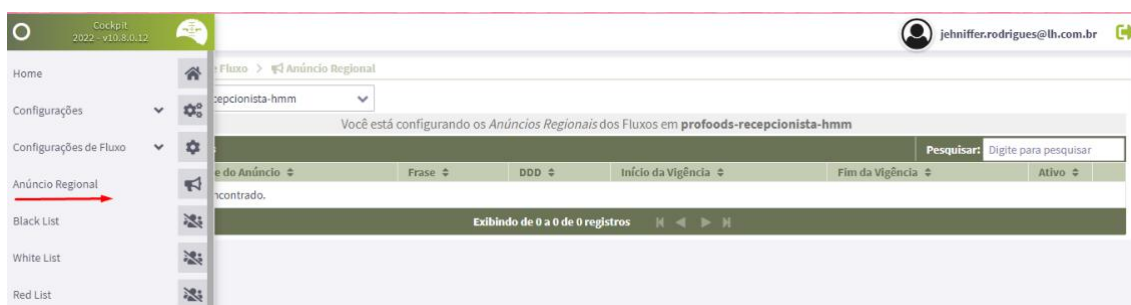 Cockpit
2022 - v10.8.0.12
jehniffer.rodrigues@lh.com.br
Home
Configurações
Configurações de Fluxo
Anúncio Regional
Black List
White List
Red List
Fluxo > Anúncio Regional
cepcionista-hmm
Você está configurando os Anúncios Regionais dos Fluxos em profoods-recepcionista-hmm
Pesquisar: Digite para pesquisar
e do Anúncio Frase DDD Início da Vigência Fim da Vigência Ativo
ncontrado.
Exibindo de 0 a 0 de 0 registros